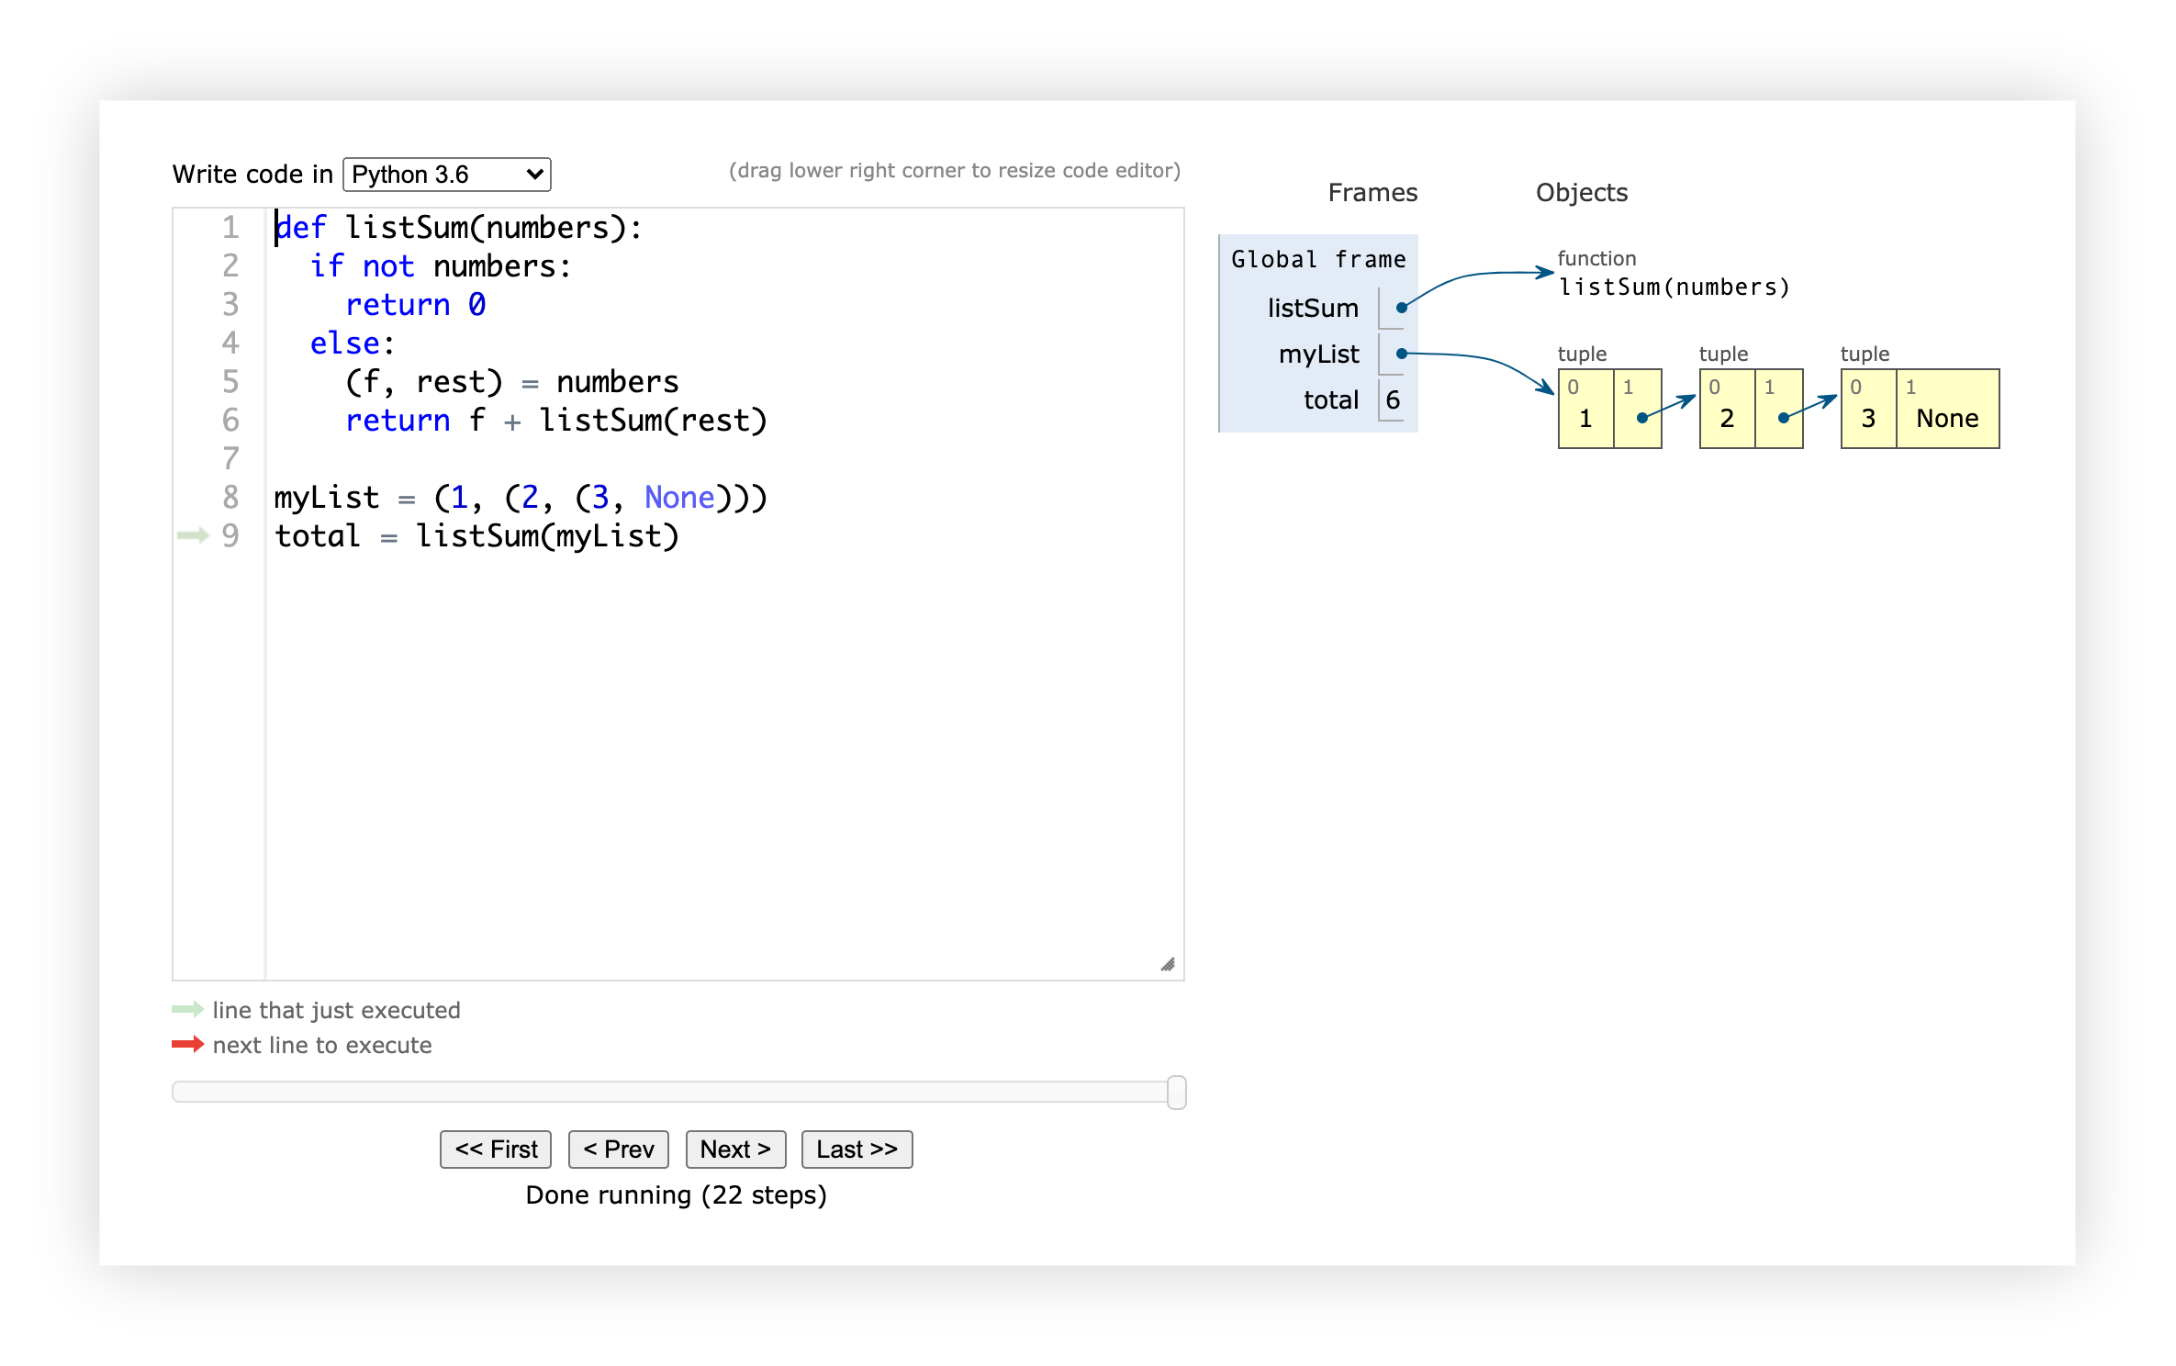 Write code in Python 3.6
(drag lower right corner to resize code editor)
1 def listSum(numbers):
2   if not numbers:
3     return 0
4   else:
5     (f, rest) = numbers
6     return f + listSum(rest)
7
8 myList = (1, (2, (3, None)))
9 total = listSum(myList)
line that just executed
next line to execute
<< First < Prev Next > Last >>
Done running (22 steps)
Frames Objects
Global frame
listSum
myList
total 6
function
listSum(numbers)
tuple tuple tuple
0 1 0 1 0 1
1 2 3 None